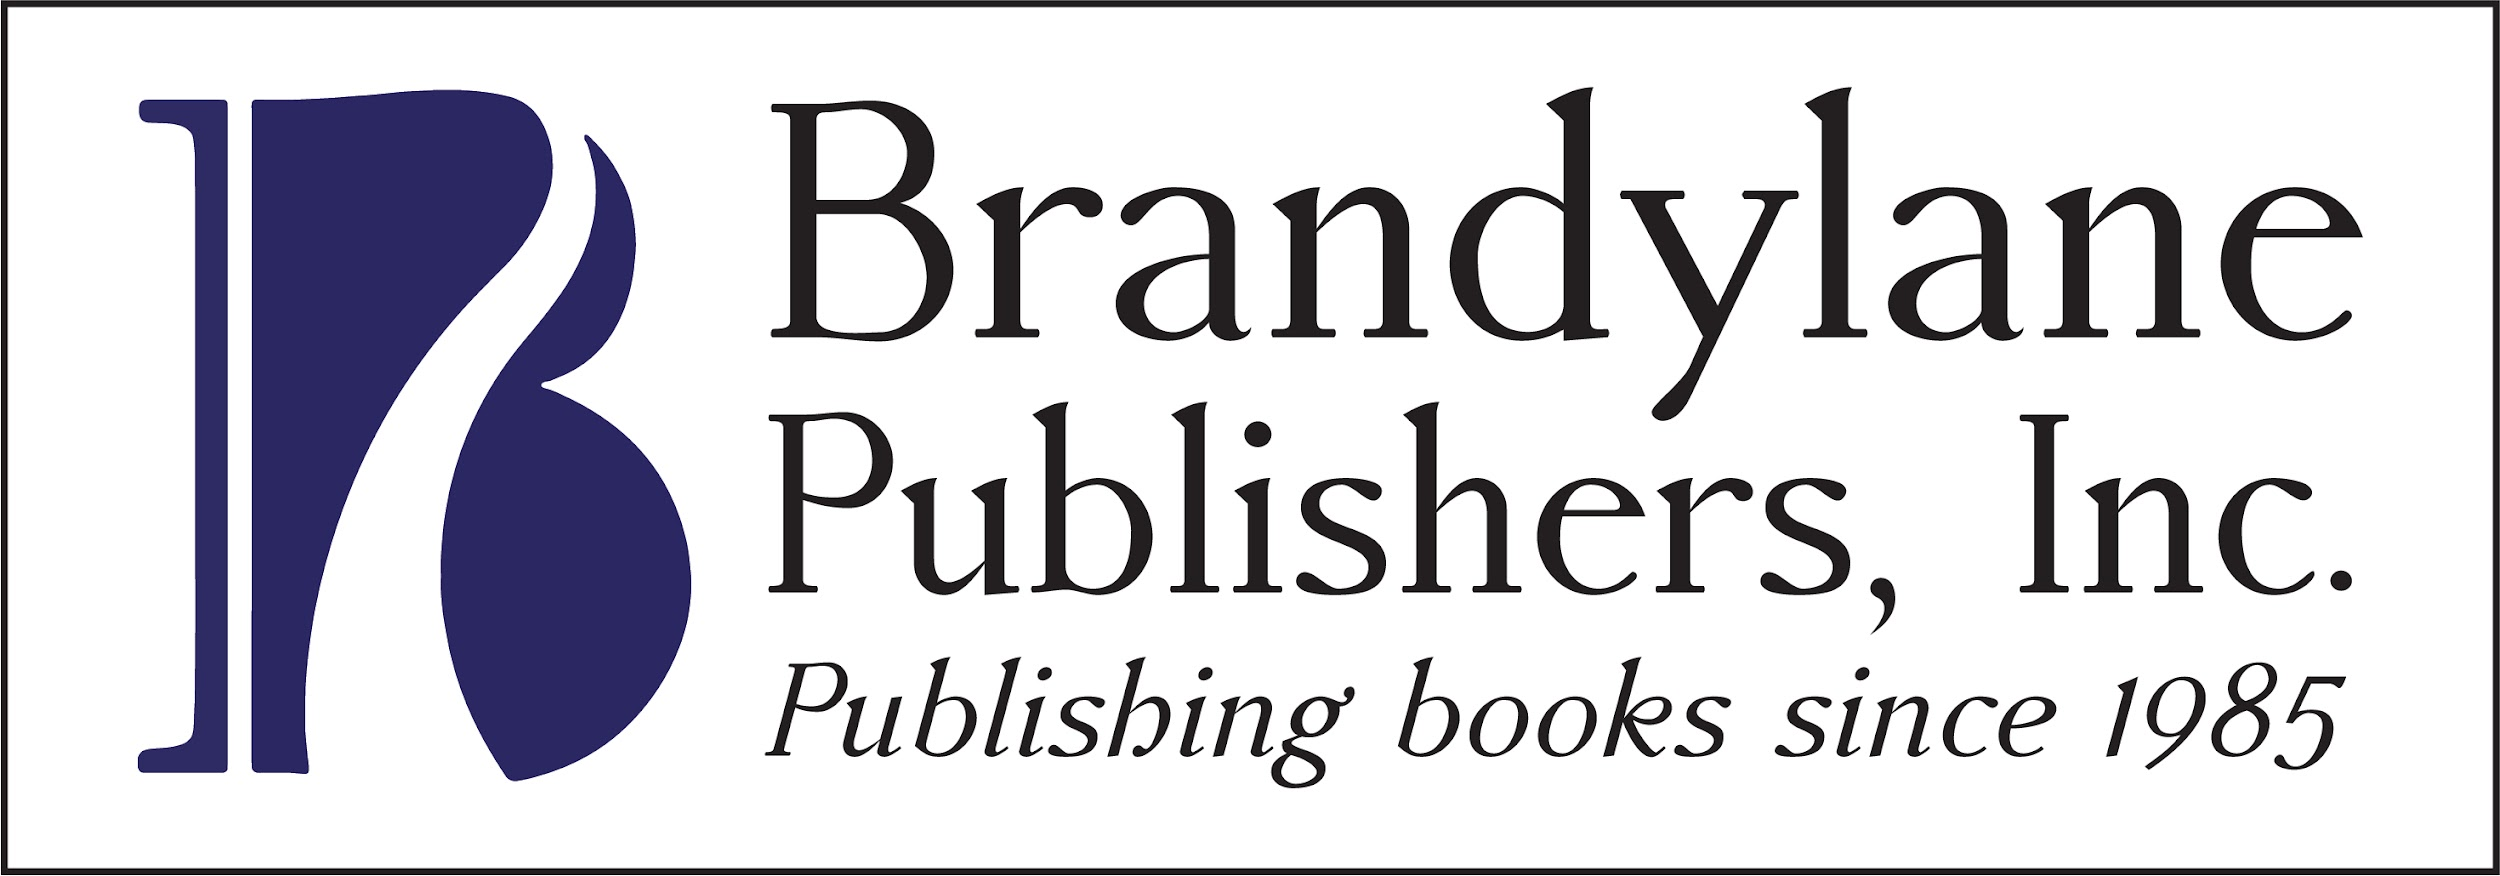 Brandylane
Publishers, Inc.
Publishing books since 1985